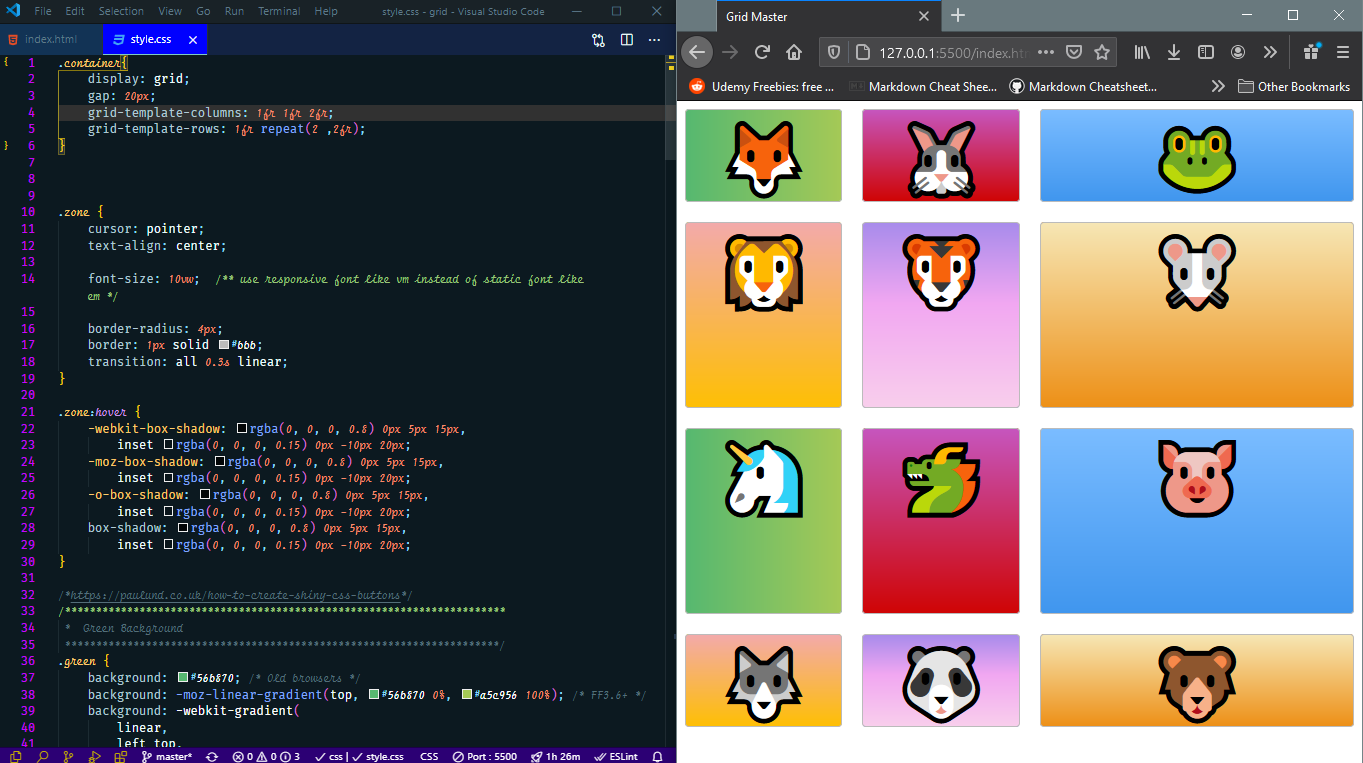 File Edit Selection View Go Run Terminal Help style.css - grid - Visual Studio Code
index.html style.css
1 .container{
2 display: grid;
3 gap: 20px;
4 grid-template-columns: 1fr 1fr 2fr;
5 grid-template-rows: 1fr repeat(2 ,2fr);
6 }
7
8
9
10 .zone {
11 cursor: pointer;
12 text-align: center;
13
14 font-size: 10vw; /** use responsive font like vm instead of static font like
em */
15
16 border-radius: 4px;
17 border: 1px solid #bbb;
18 transition: all 0.3s linear;
19 }
20
21 .zone:hover {
22 -webkit-box-shadow: rgba(0, 0, 0, 0.8) 0px 5px 15px,
23 inset rgba(0, 0, 0, 0.15) 0px -10px 20px;
24 -moz-box-shadow: rgba(0, 0, 0, 0.8) 0px 5px 15px,
25 inset rgba(0, 0, 0, 0.15) 0px -10px 20px;
26 -o-box-shadow: rgba(0, 0, 0, 0.8) 0px 5px 15px,
27 inset rgba(0, 0, 0, 0.15) 0px -10px 20px;
28 box-shadow: rgba(0, 0, 0, 0.8) 0px 5px 15px,
29 inset rgba(0, 0, 0, 0.15) 0px -10px 20px;
30 }
31
32 /*https://paulund.co.uk/how-to-create-shiny-css-buttons*/
33 /***********************************************************************
34 * Green Background
35 **********************************************************************/
36 .green {
37 background: #56b870; /* Old browsers */
38 background: -moz-linear-gradient(top, #56b870 0%, #a5c956 100%); /* FF3.6+ */
39 background: -webkit-gradient(
40 linear,
41 left top,
master* 0 0 3 css | style.css CSS Port : 5500 1h 26m ESLint
Grid Master
127.0.0.1:5500/index.htm
Udemy Freebies: free ... Markdown Cheat Shee... Markdown Cheatsheet... Other Bookmarks